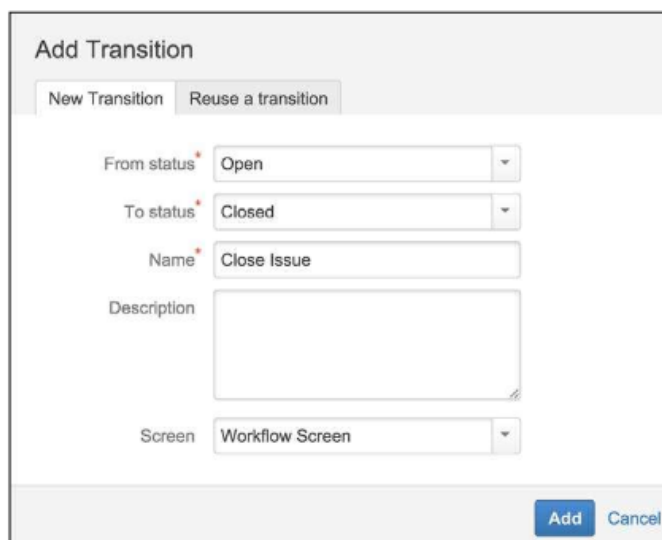 Add Transition
New Transition Reuse a transition
From status* Open
To status* Closed
Name* Close Issue
Description
Screen Workflow Screen
Add Cancel